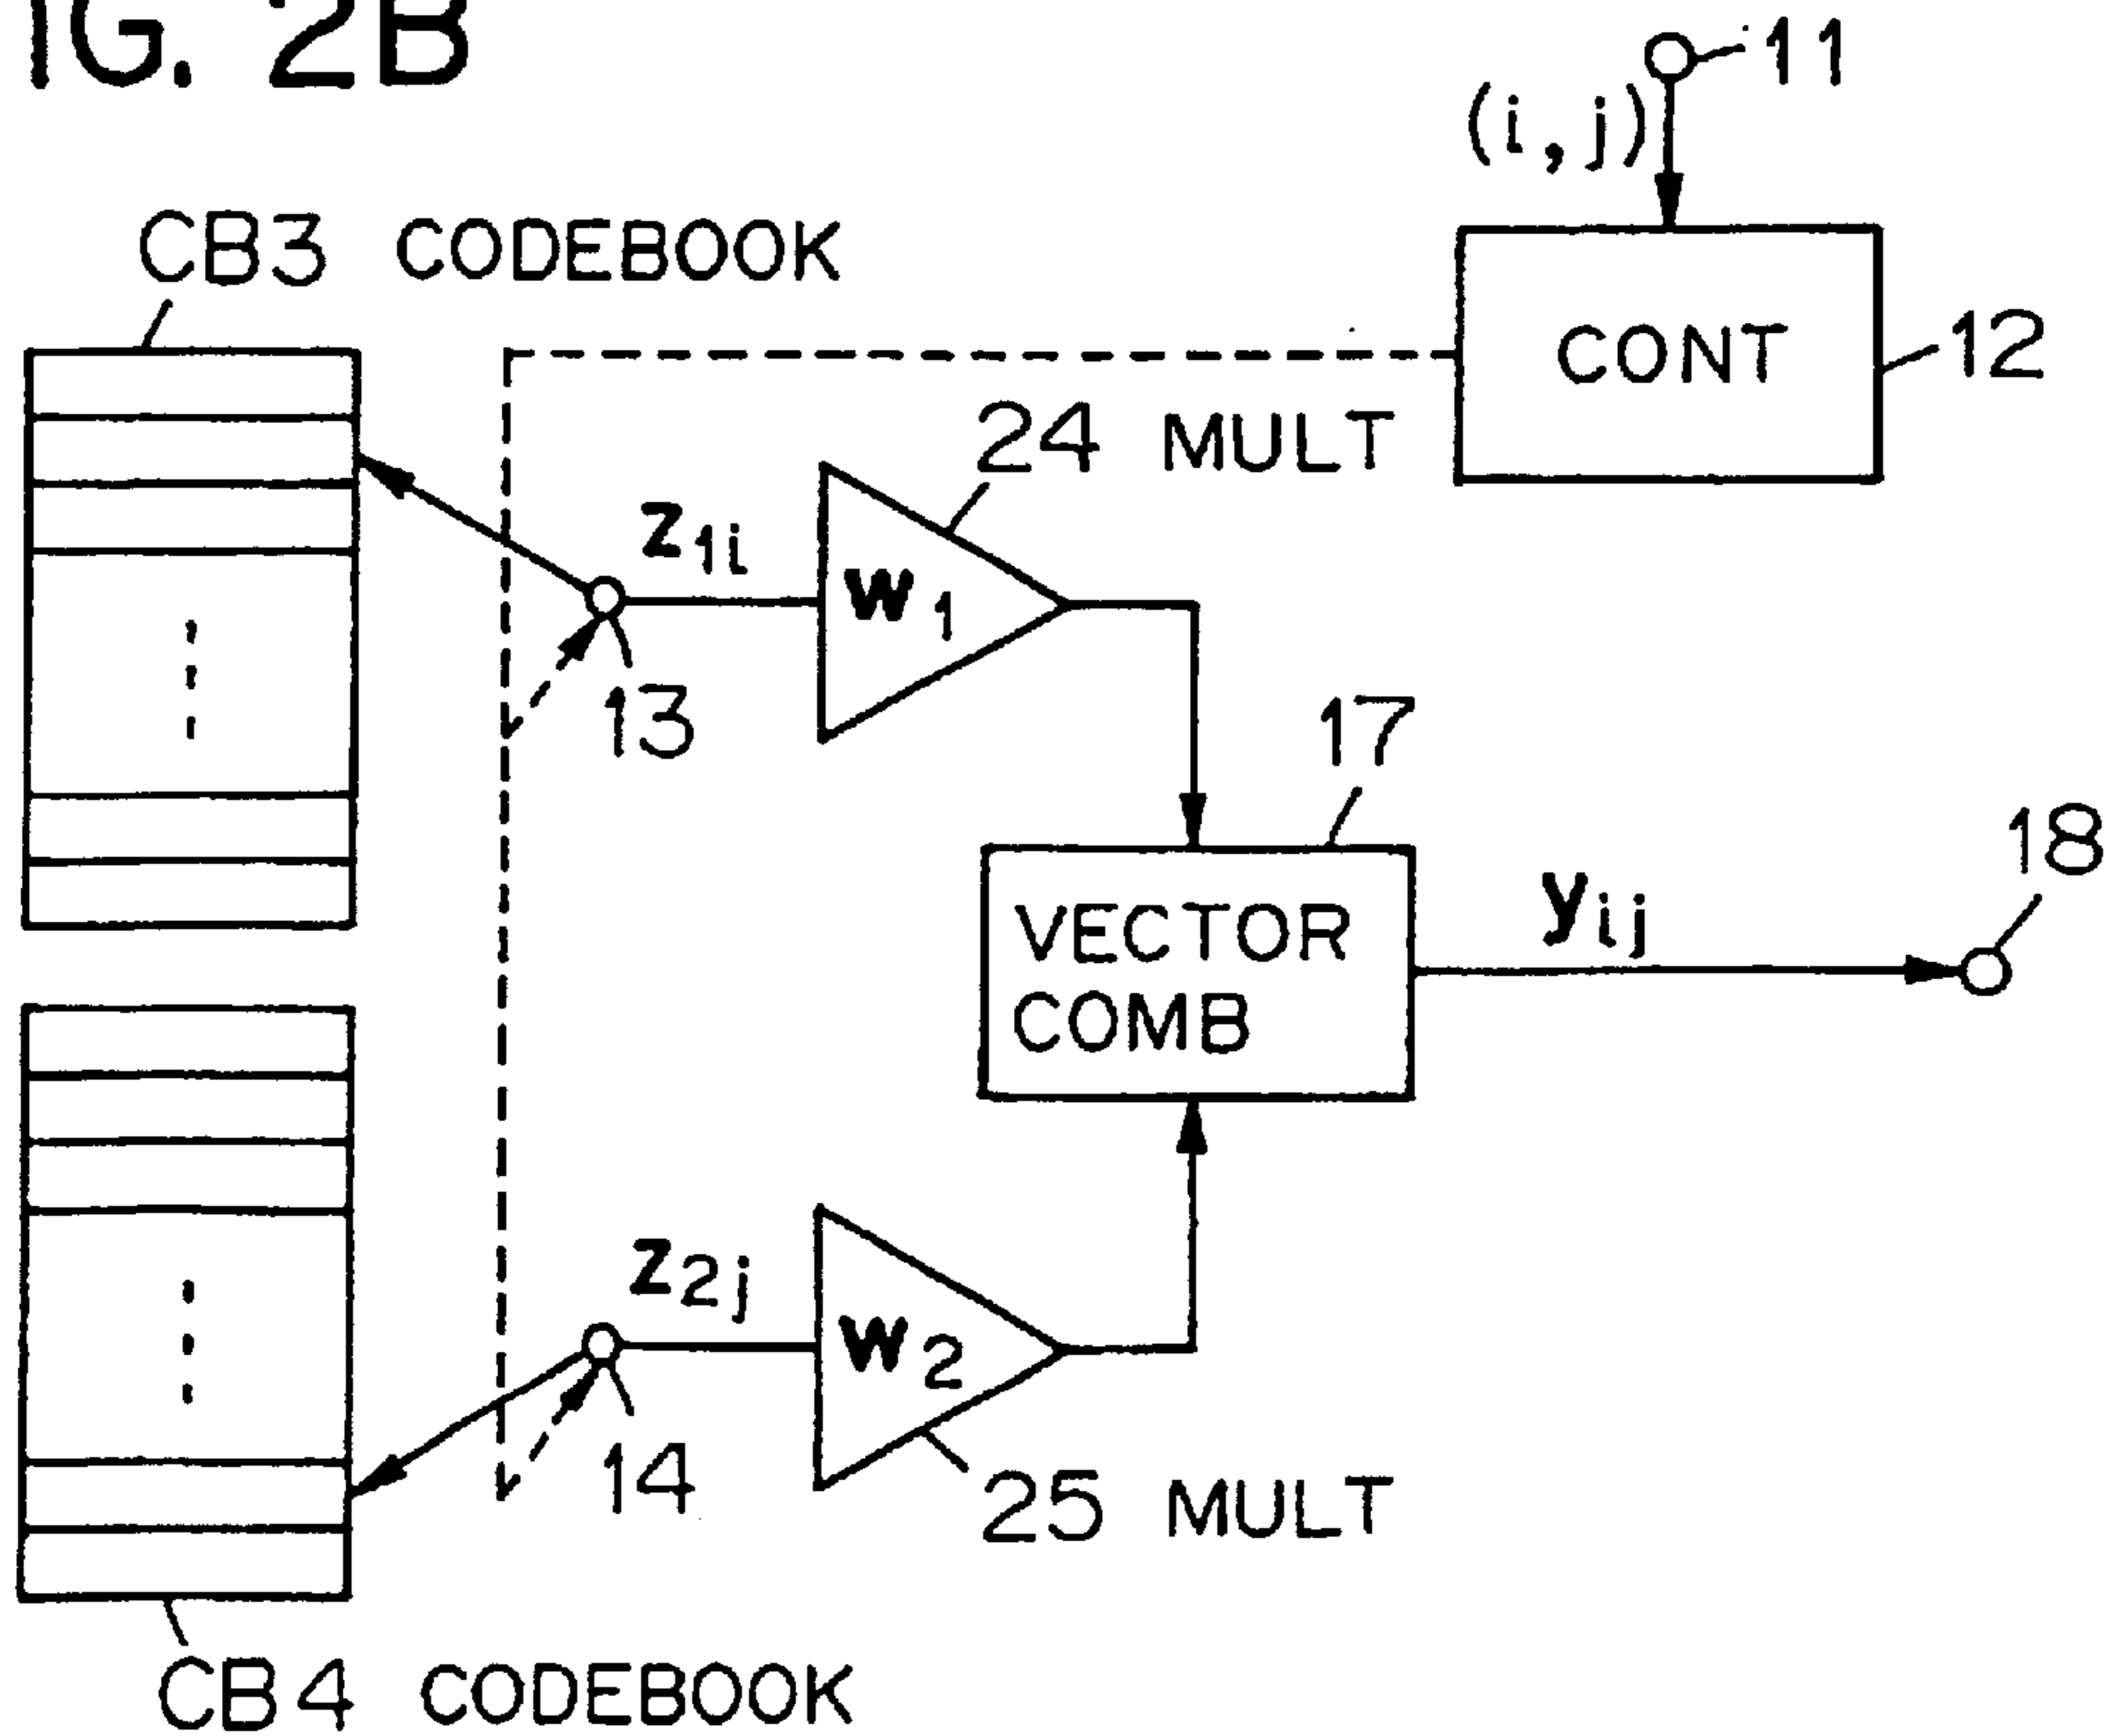 IG. 2B
11
(i, j)
CB3 CODEBOOK
CONT
12
24 MULT
z1i
w1
13
17
18
VECTOR
COMB
yij
z2j
w2
14
25 MULT
CB4 CODEBOOK